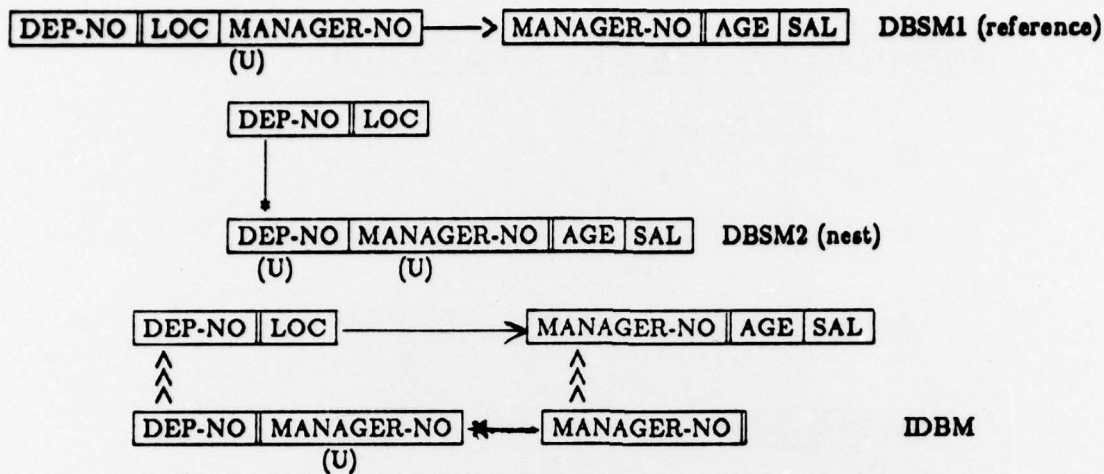 DEP-NO LOC MANAGER-NO MANAGER-NO AGE SAL DBSM1 (reference)
(U)
DEP-NO LOC
DEP-NO MANAGER-NO AGE SAL DBSM2 (nest)
(U) (U)
DEP-NO LOC MANAGER-NO AGE SAL
DEP-NO MANAGER-NO MANAGER-NO IDBM
(U)